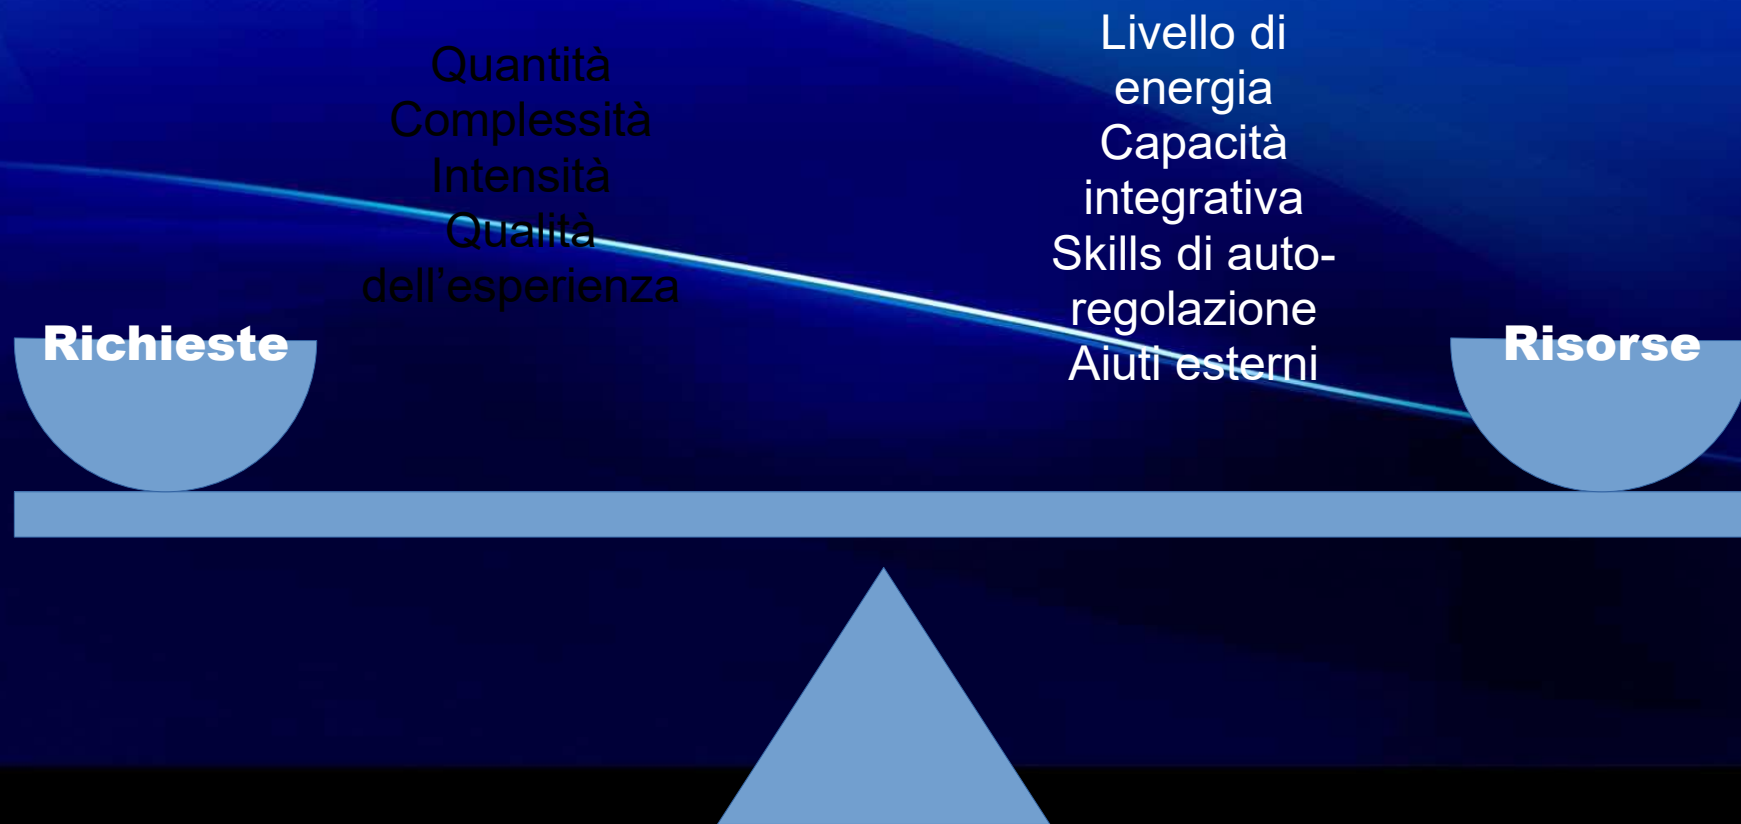 Quantità
Complessità
Intensità
Qualità
dell’esperienza
Livello di
energia
Capacità
integrativa
Skills di auto-
regolazione
Aiuti esterni
Richieste
Risorse